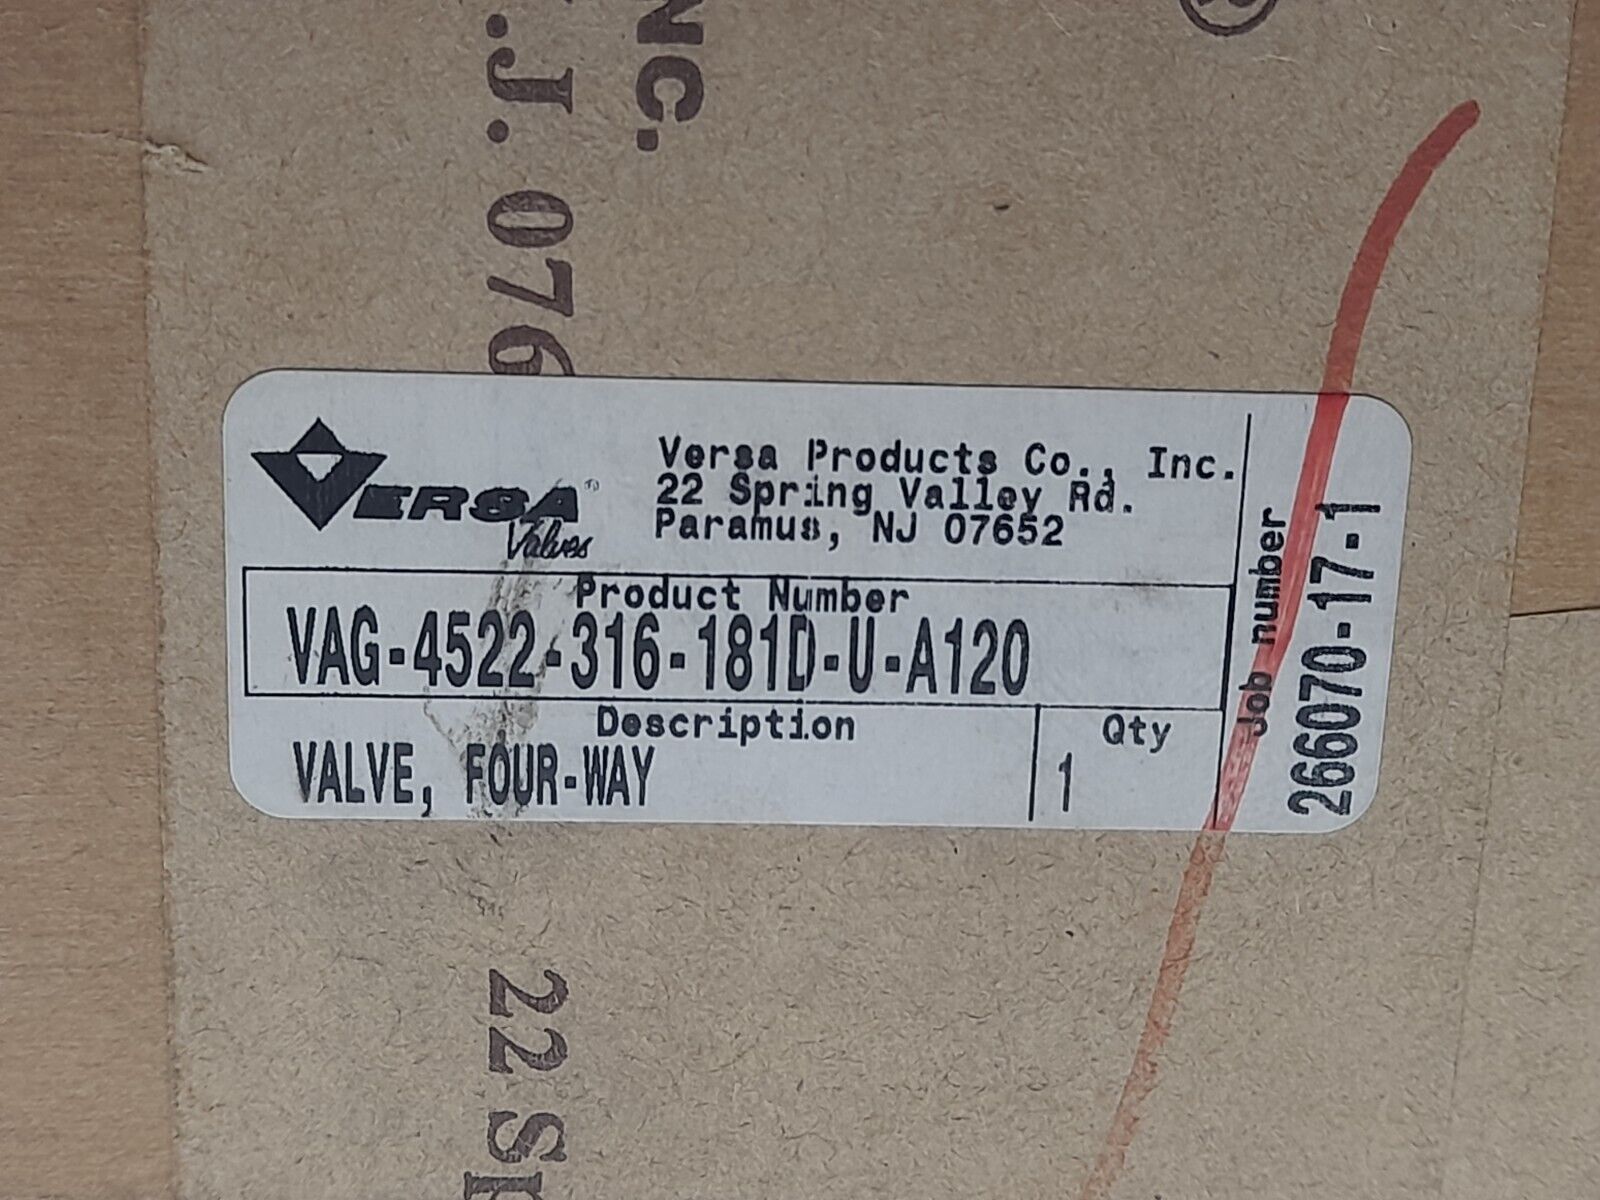 NC.
.J. 076
®
VERSA®
Valves
Versa Products Co., Inc.
22 Spring Valley Rd.
Paramus, NJ 07652
Product Number
VAG-4522-316-181D-U-A120
Description
VALVE, FOUR-WAY
Qty
1
Job number
266070-17-1
22 Sp